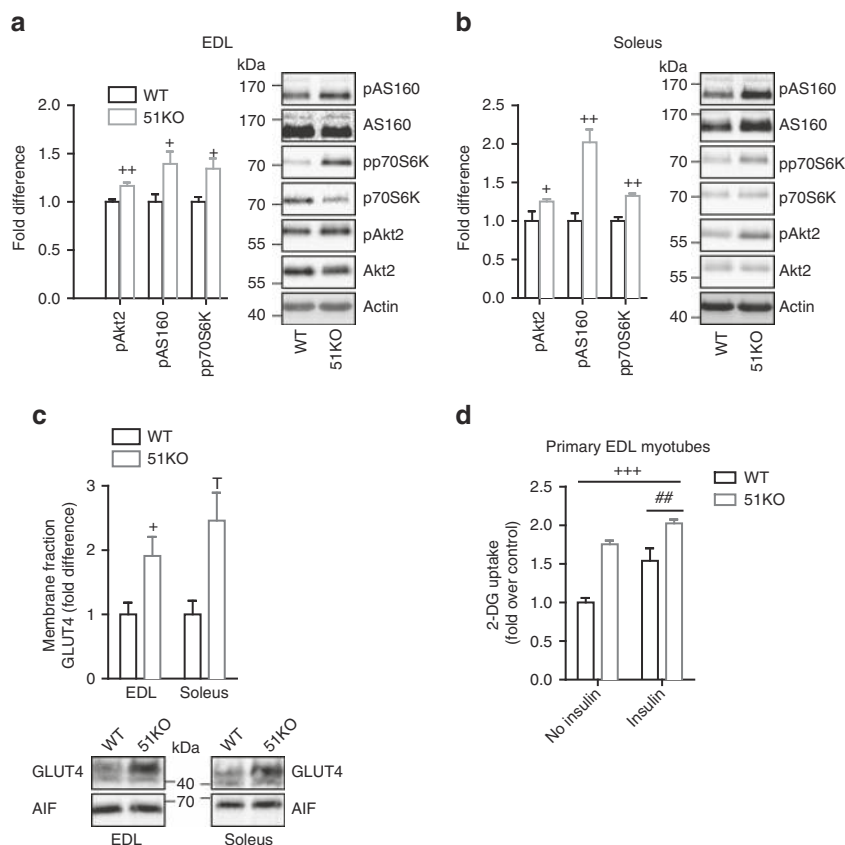 a
EDL
WT
51KO
Fold difference
2.0
1.5
1.0
0.5
0.0
++
+
+
pAkt2
pAS160
pp70S6K
kDa
170
170
70
70
55
55
40
pAS160
AS160
pp70S6K
p70S6K
pAkt2
Akt2
Actin
WT
51KO
b
Soleus
Fold difference
2.5
2.0
1.5
1.0
0.5
0.0
+
++
++
pAkt2
pAS160
pp70S6K
kDa
170
170
70
70
55
55
40
pAS160
AS160
pp70S6K
p70S6K
pAkt2
Akt2
Actin
WT
51KO
c
WT
51KO
Membrane fraction
GLUT4 (fold difference)
3
2
1
0
+
T
EDL
Soleus
WT
51KO
kDa
WT
51KO
GLUT4
40
GLUT4
AIF
70
AIF
EDL
Soleus
d
Primary EDL myotubes
WT
51KO
2-DG uptake
(fold over control)
2.5
2.0
1.5
1.0
0.5
0.0
+++
##
No insulin
Insulin